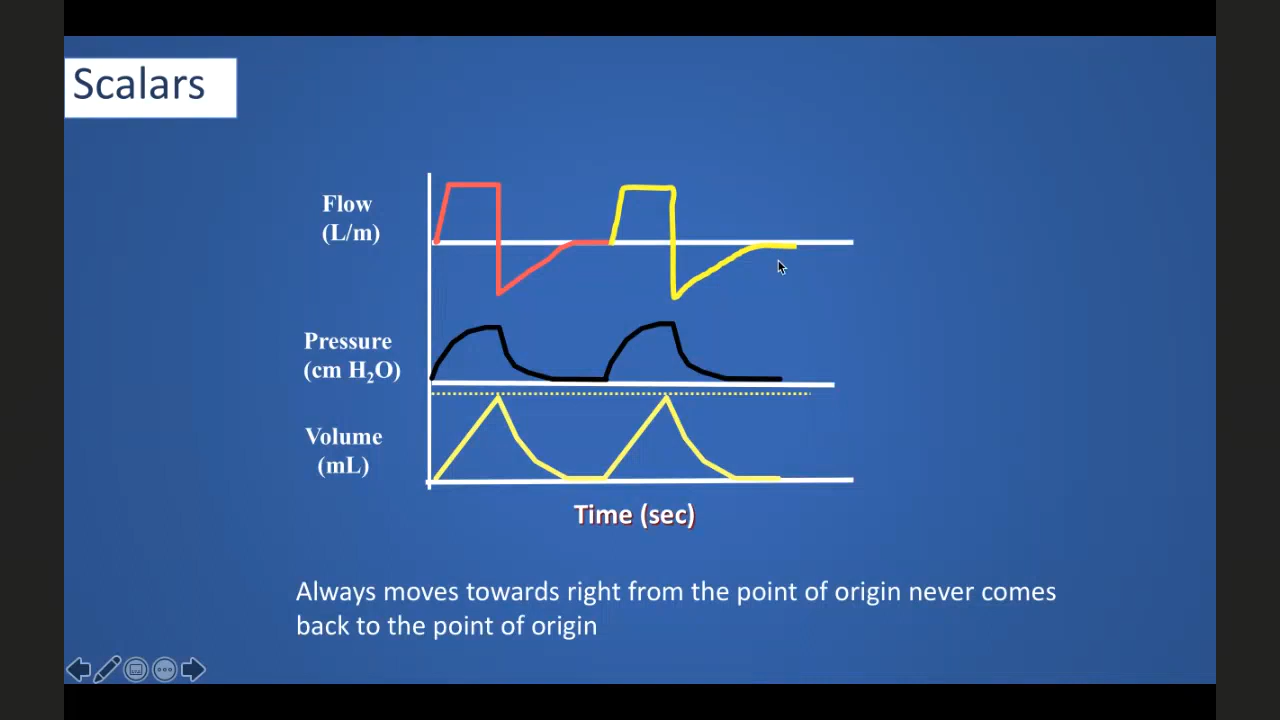 Scalars
Flow
(L/m)
Pressure
(cm H₂O)
Volume
(mL)
Time (sec)
Always moves towards right from the point of origin never comes
back to the point of origin